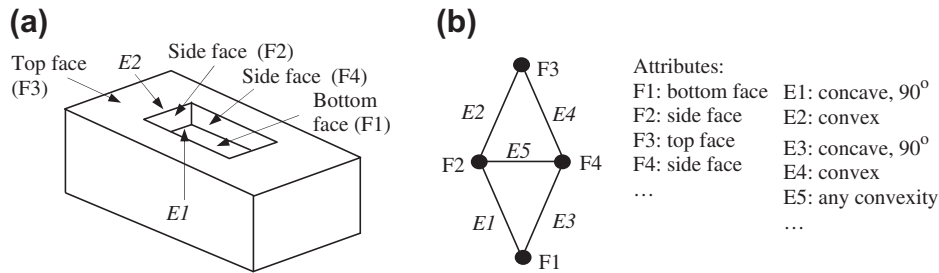 (a)
Side face (F2)
E2
Top face
(F3)
Side face (F4)
Bottom
face (F1)
E1
(b)
F3
E2
E4
F2
E5
F4
E1
E3
F1
Attributes:
F1: bottom face
F2: side face
F3: top face
F4: side face
…
E1: concave, 90°
E2: convex
E3: concave, 90°
E4: convex
E5: any convexity
…